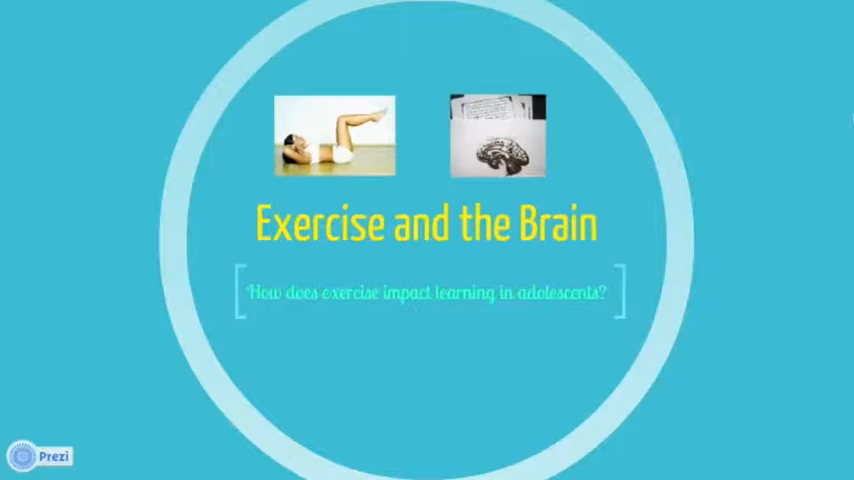 Exercise and the Brain
How does exercise impact learning in adolescents?
Prezi